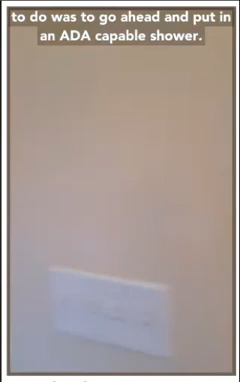 to do was to go ahead and put in
an ADA capable shower.